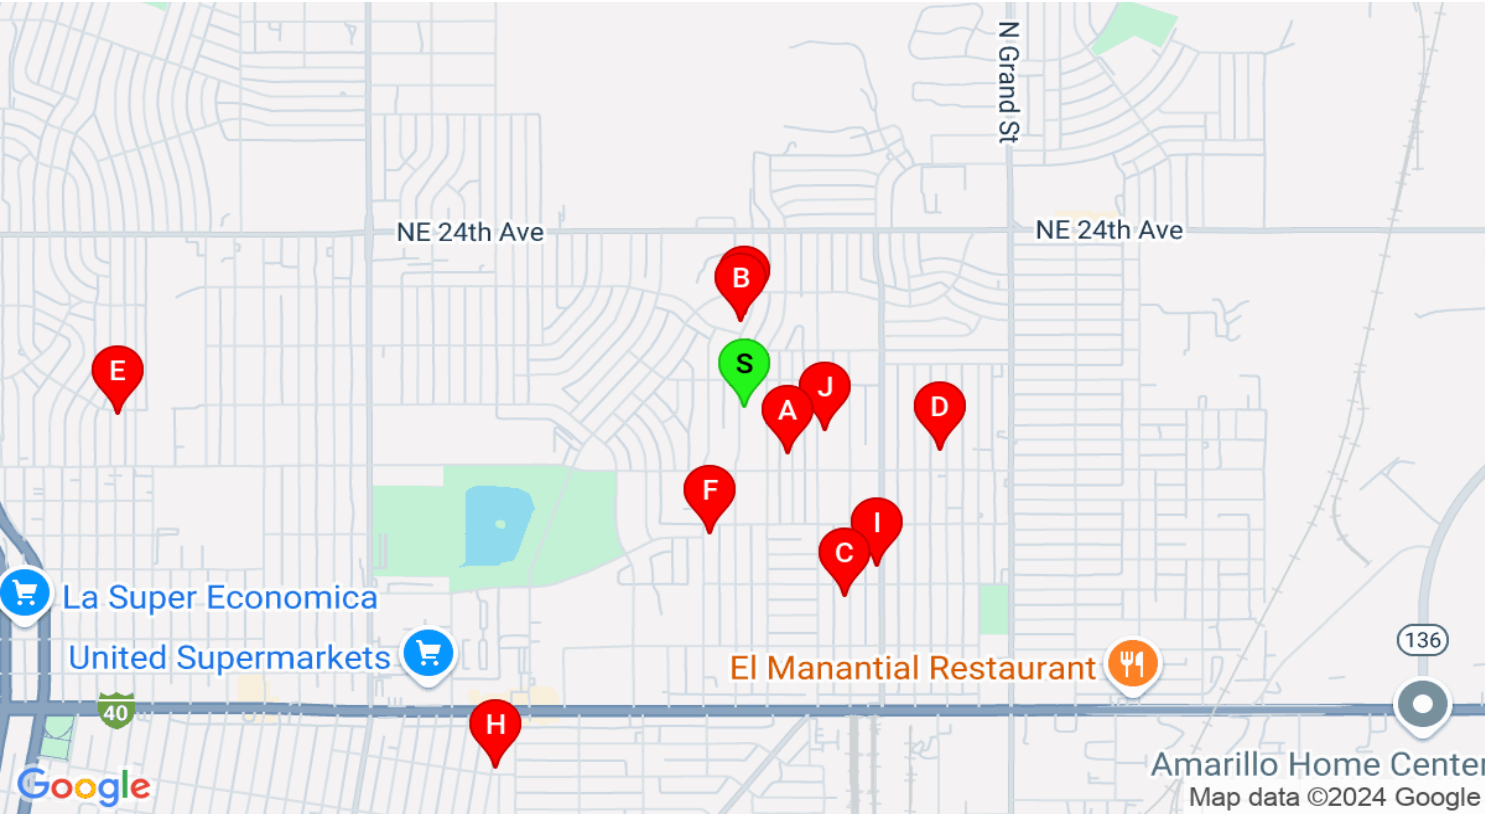 N Grand St
NE 24th Ave
NE 24th Ave
B
S
E
J
A
D
F
I
C
La Super Economica
136
United Supermarkets
El Manantial Restaurant
40
H
Amarillo Home Center
Google
Map data ©2024 Google